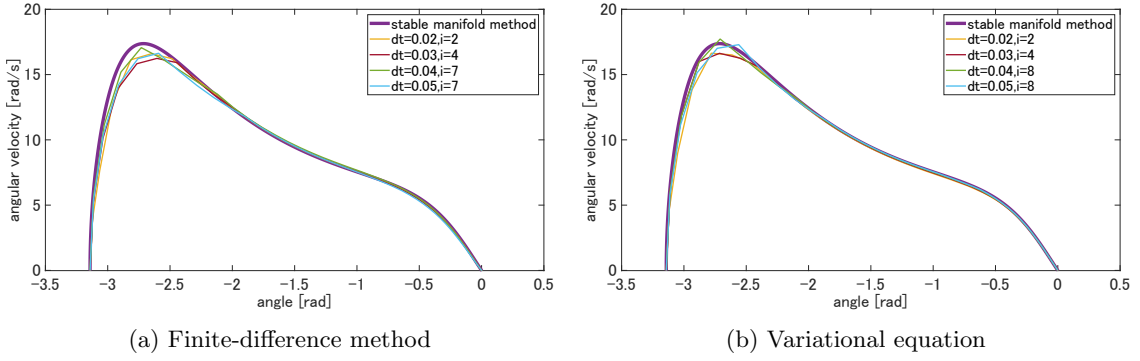 20
15
10
5
0
angular velocity [rad/s]
stable manifold method
dt=0.02,i=2
dt=0.03,i=4
dt=0.04,i=7
dt=0.05,i=7
−3.5 −3 −2.5 −2 −1.5 −1 −0.5 0 0.5
angle [rad]
(a) Finite-difference method
20
15
10
5
0
angular velocity [rad/s]
stable manifold method
dt=0.02,i=2
dt=0.03,i=4
dt=0.04,i=8
dt=0.05,i=8
−3.5 −3 −2.5 −2 −1.5 −1 −0.5 0 0.5
angle [rad]
(b) Variational equation